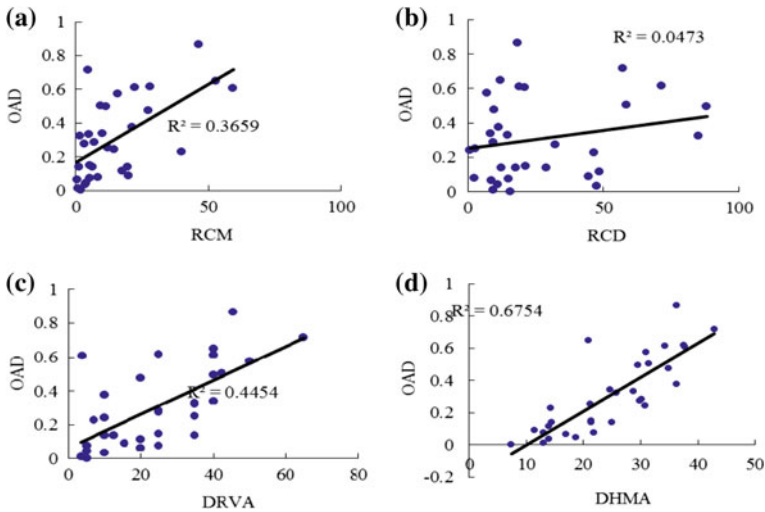 (a)
1
0.8
0.6
0.4
0.2
0
OAD
R² = 0.3659
0 50 100
RCM
(b)
1
0.8
0.6
0.4
0.2
0
OAD
R² = 0.0473
0 50 100
RCD
(c)
1
0.8
0.6
0.4
0.2
0
OAD
R² = 0.4454
0 20 40 60 80
DRVA
(d)
1
0.8
0.6
0.4
0.2
0
-0.2
OAD
R² = 0.6754
0 10 20 30 40 50
DHMA